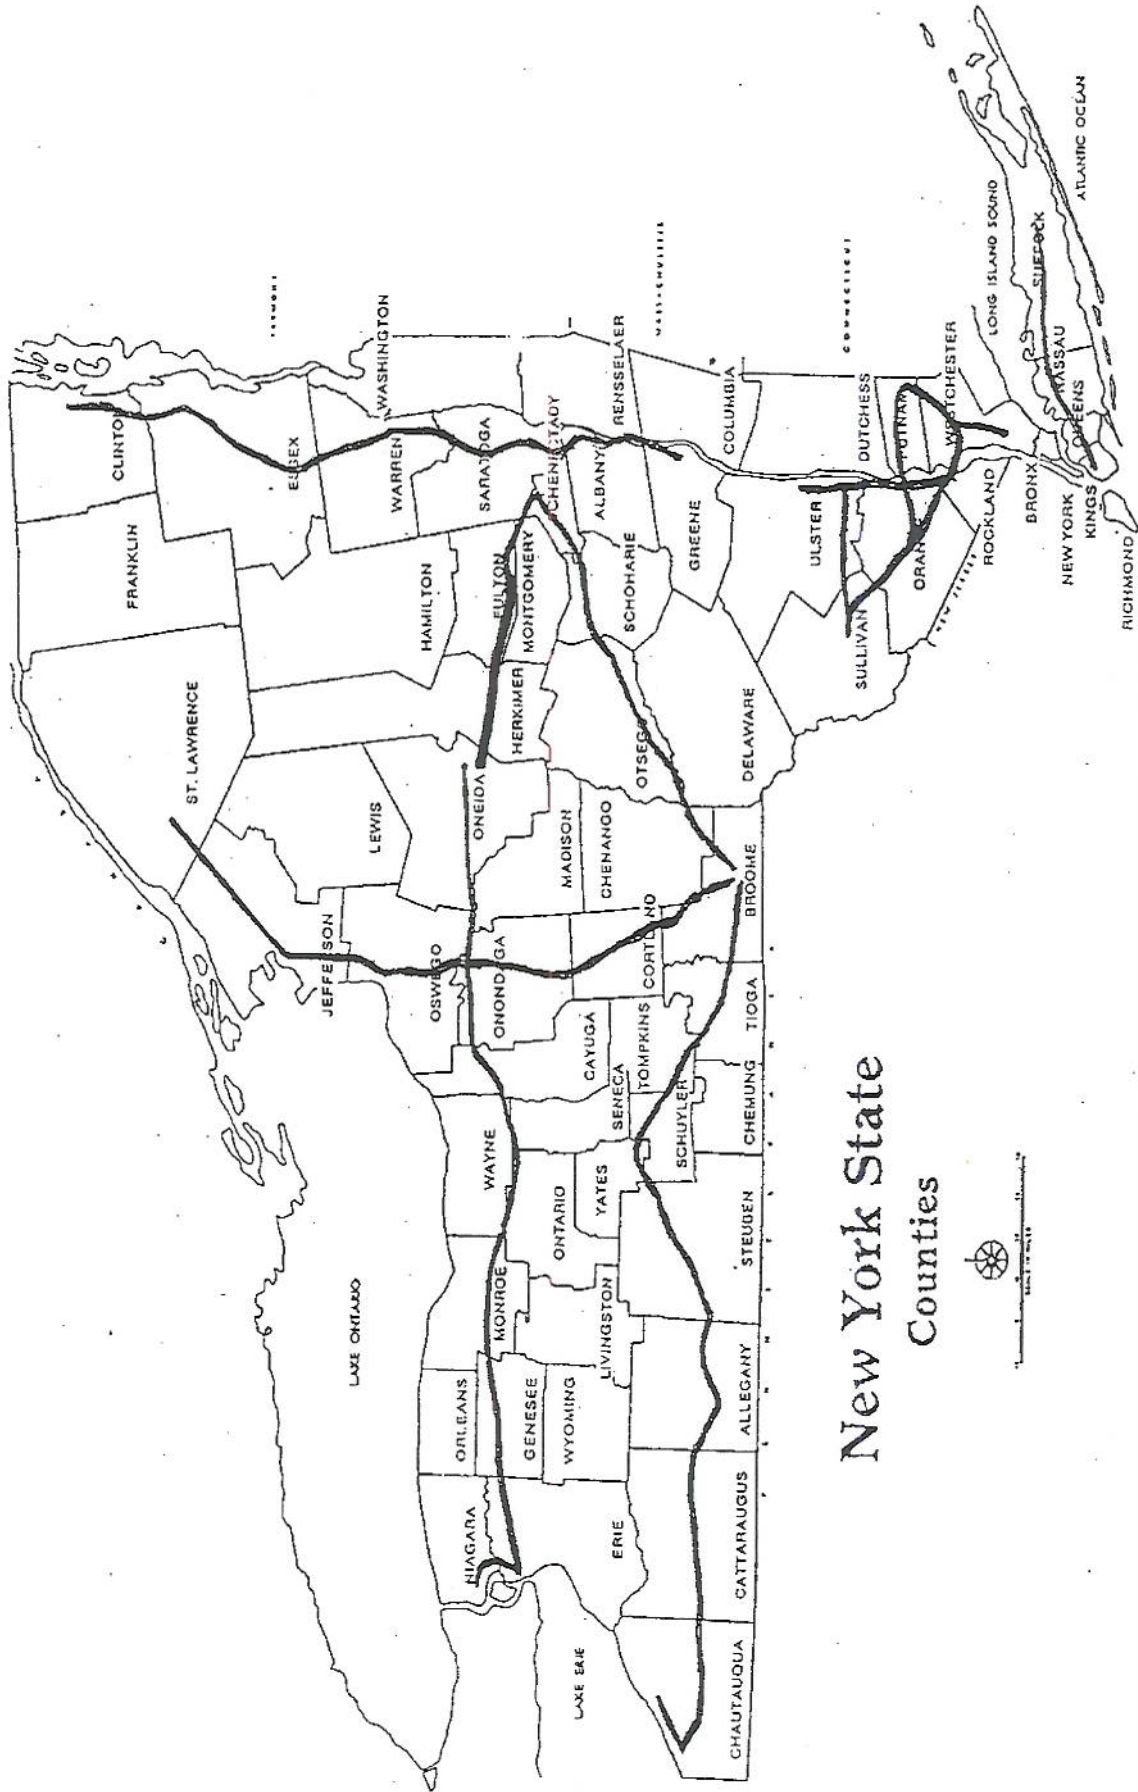 CLINTON
FRANKLIN
ST. LAWRENCE
ESSEX
WASHINGTON
WARREN
HAMILTON
LEWIS
JEFFERSON
SARATOGA
FULTON
HERKIMER
ONEIDA
OSWEGO
SCHENECTADY
MONTGOMERY
RENSSELAER
ALBANY
SCHOHARIE
OTSEGO
MADISON
CHENANGO
ONONDAGA
CAYUGA
CORTLAND
WAYNE
SENECA
TOMPKINS
ONTARIO
YATES
SCHUYLER
MONROE
LIVINGSTON
ORLEANS
GENESEE
WYOMING
NIAGARA
ERIE
LAKE ONTARIO
LAKE ERIE
CHAUTAUQUA
CATTARAUGUS
ALLEGANY
STEUBEN
CHEMUNG
TIOGA
BROOME
DELAWARE
GREENE
COLUMBIA
ULSTER
DUTCHESS
SULLIVAN
ORANGE
PUTNAM
WESTCHESTER
ROCKLAND
BRONX
NEW YORK
KINGS
QUEENS
NASSAU
SUFFOLK
RICHMOND
LONG ISLAND SOUND
ATLANTIC OCEAN
VERMONT
CONNECTICUT
NEW JERSEY
New York State
Counties